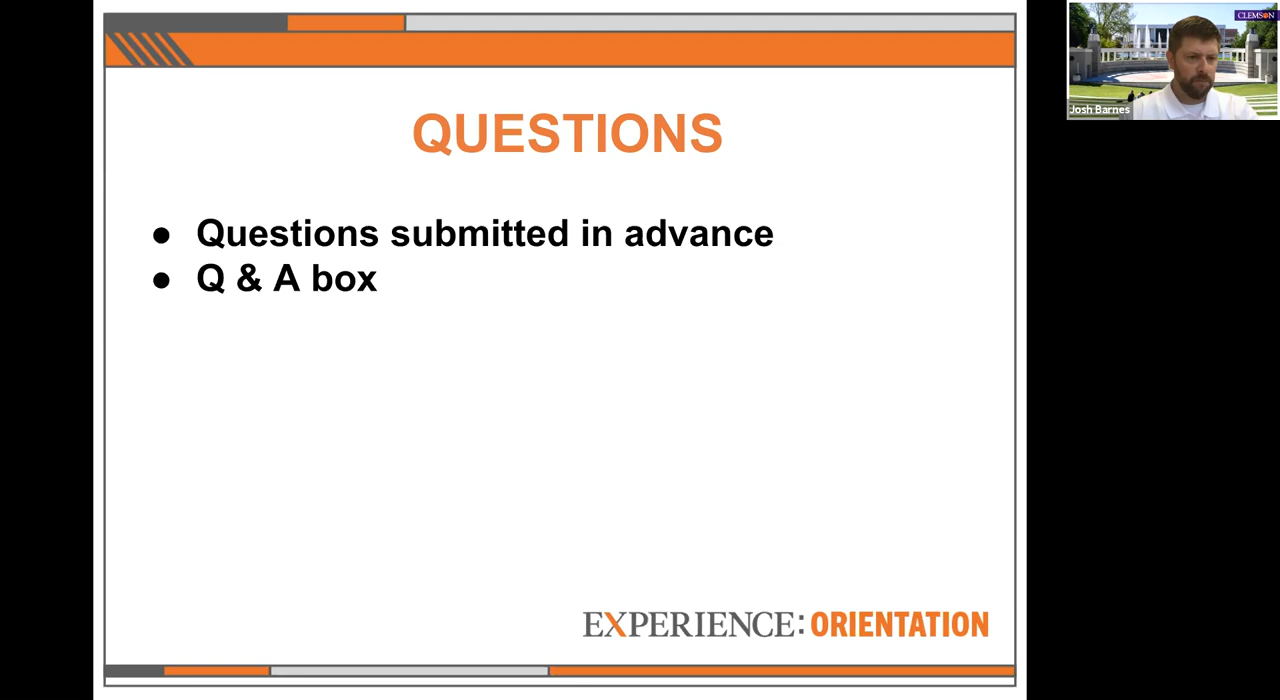 CLEMSON
Josh Barnes
QUESTIONS
● Questions submitted in advance
● Q & A box
EXPERIENCE: ORIENTATION